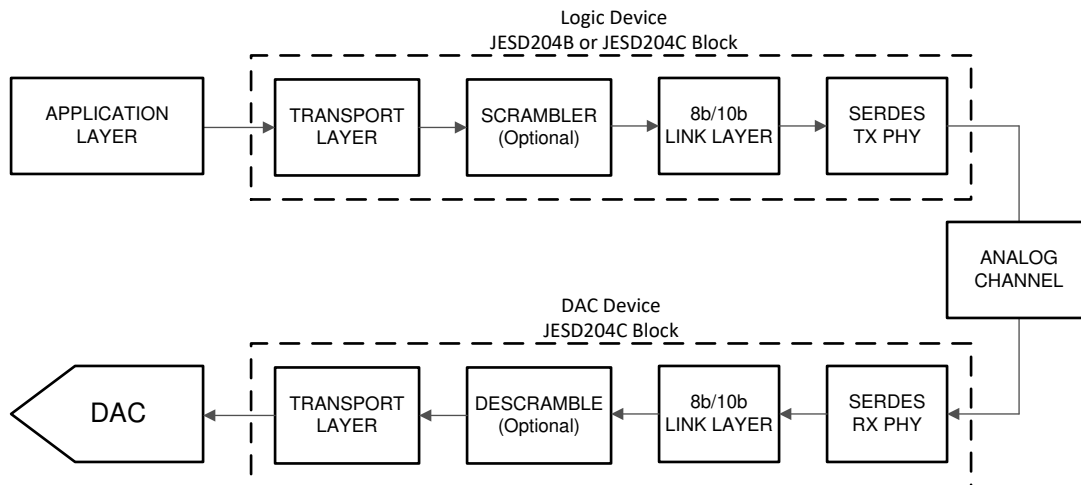 Logic Device
JESD204B or JESD204C Block
APPLICATION
LAYER
TRANSPORT
LAYER
SCRAMBLER
(Optional)
8b/10b
LINK LAYER
SERDES
TX PHY
ANALOG
CHANNEL
DAC Device
JESD204C Block
DAC
TRANSPORT
LAYER
DESCRAMBLE
(Optional)
8b/10b
LINK LAYER
SERDES
RX PHY